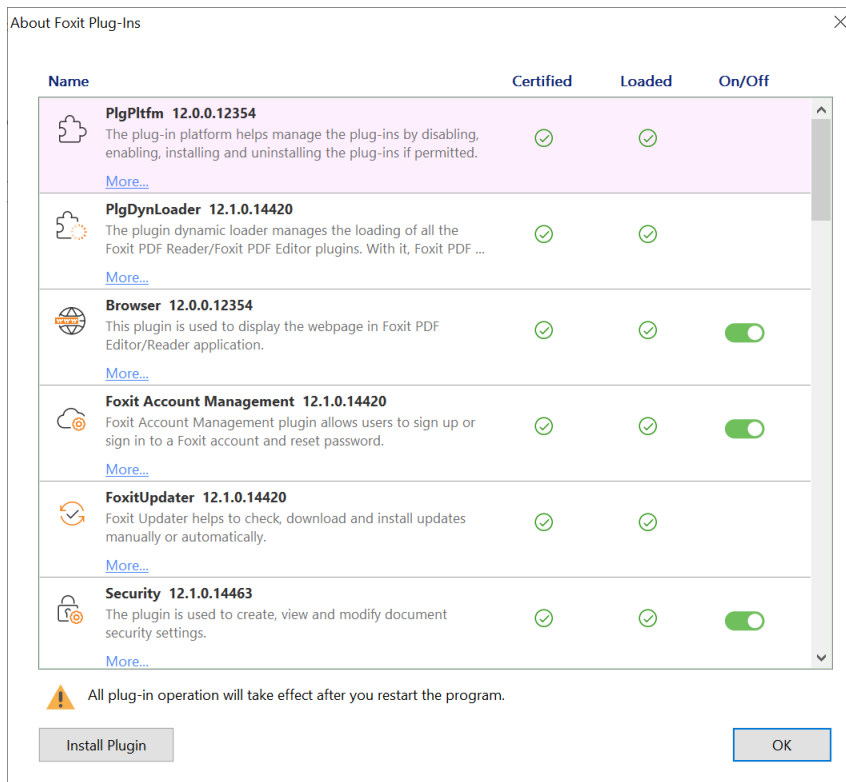 About Foxit Plug-Ins
Name Certified Loaded On/Off
PlgPltfm 12.0.0.12354
The plug-in platform helps manage the plug-ins by disabling,
enabling, installing and uninstalling the plug-ins if permitted.
More...
PlgDynLoader 12.1.0.14420
The plugin dynamic loader manages the loading of all the
Foxit PDF Reader/Foxit PDF Editor plugins. With it, Foxit PDF ...
More...
Browser 12.0.0.12354
www
This plugin is used to display the webpage in Foxit PDF
Editor/Reader application.
More...
Foxit Account Management 12.1.0.14420
Foxit Account Management plugin allows users to sign up or
sign in to a Foxit account and reset password.
More...
FoxitUpdater 12.1.0.14420
Foxit Updater helps to check, download and install updates
manually or automatically.
More...
Security 12.1.0.14463
The plugin is used to create, view and modify document
security settings.
More...
All plug-in operation will take effect after you restart the program.
Install Plugin OK